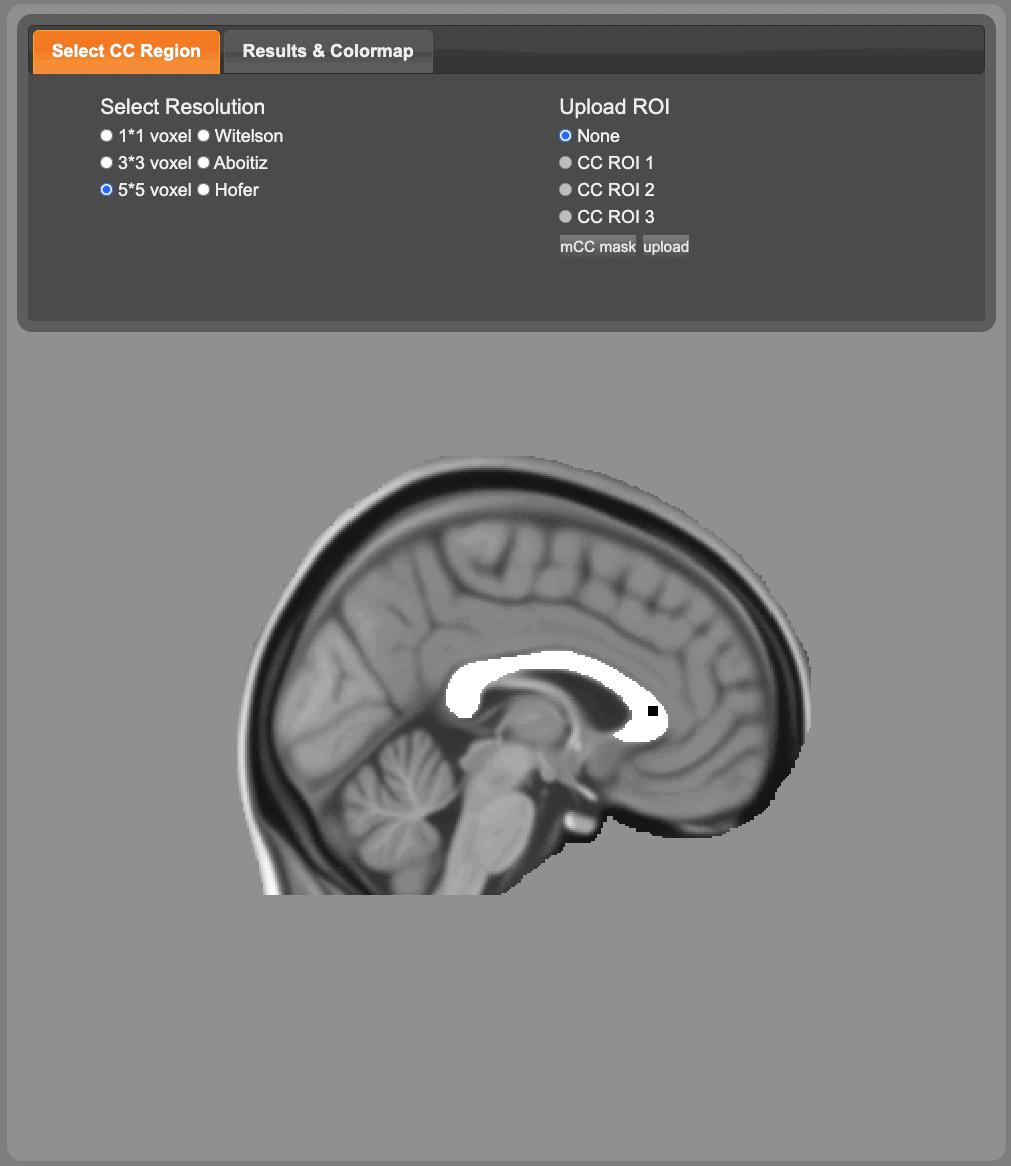 Select CC Region Results & Colormap
Select Resolution
1*1 voxel Witelson
3*3 voxel Aboitiz
5*5 voxel Hofer
Upload ROI
None
CC ROI 1
CC ROI 2
CC ROI 3
mCC mask upload